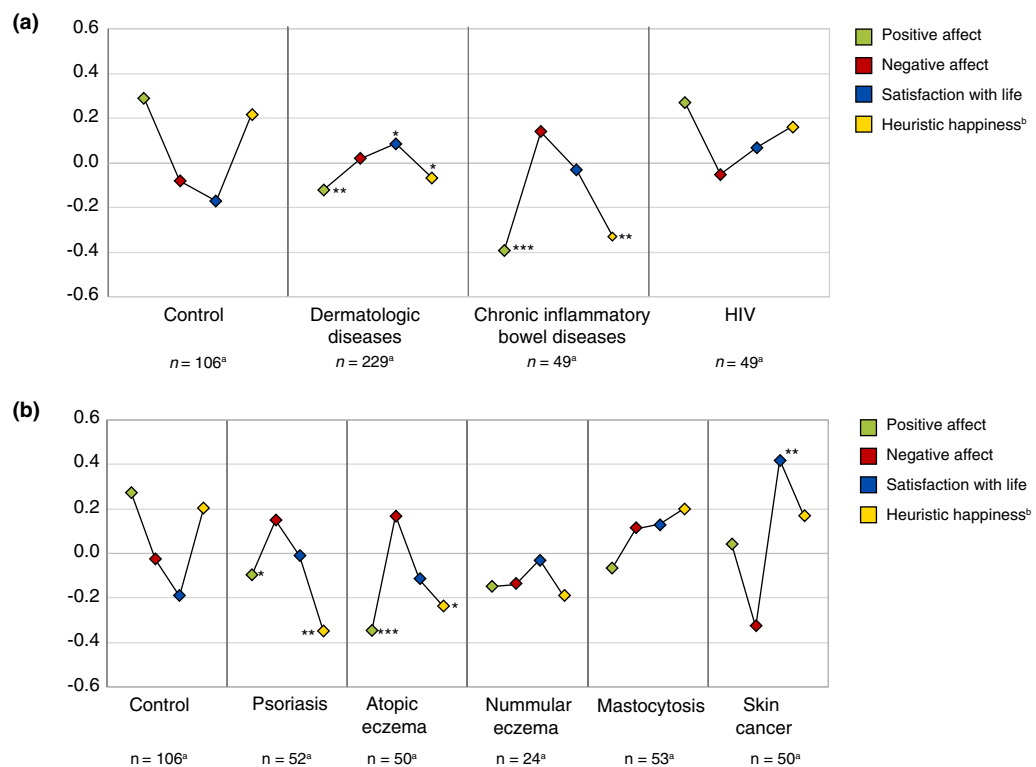 (a)
0.6
0.4
0.2
0.0
-0.2
-0.4
-0.6
*
**
*
***
**
Control
Dermatologic
diseases
Chronic inflammatory
bowel diseases
HIV
n = 106ᵃ
n = 229ᵃ
n = 49ᵃ
n = 49ᵃ
Positive affect
Negative affect
Satisfaction with life
Heuristic happinessᵇ
(b)
0.6
0.4
0.2
0.0
-0.2
-0.4
-0.6
*
**
***
*
**
Control
Psoriasis
Atopic
eczema
Nummular
eczema
Mastocytosis
Skin
cancer
n = 106ᵃ
n = 52ᵃ
n = 50ᵃ
n = 24ᵃ
n = 53ᵃ
n = 50ᵃ
Positive affect
Negative affect
Satisfaction with life
Heuristic happinessᵇ